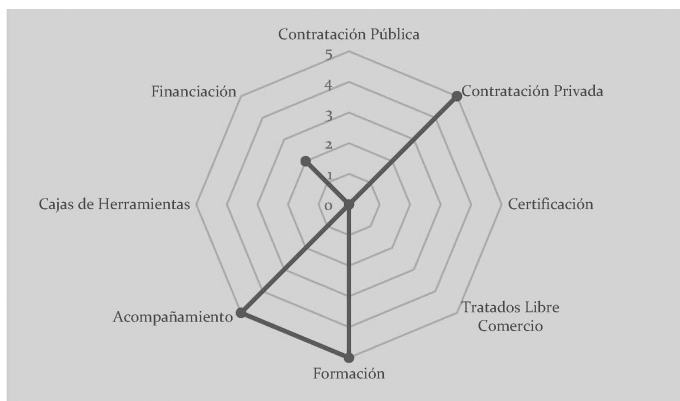 Contratación Pública
5
Financiación
Contratación Privada
4
3
2
1
Cajas de Herramientas
0
Certificación
Tratados Libre
Comercio
Acompañamiento
Formación